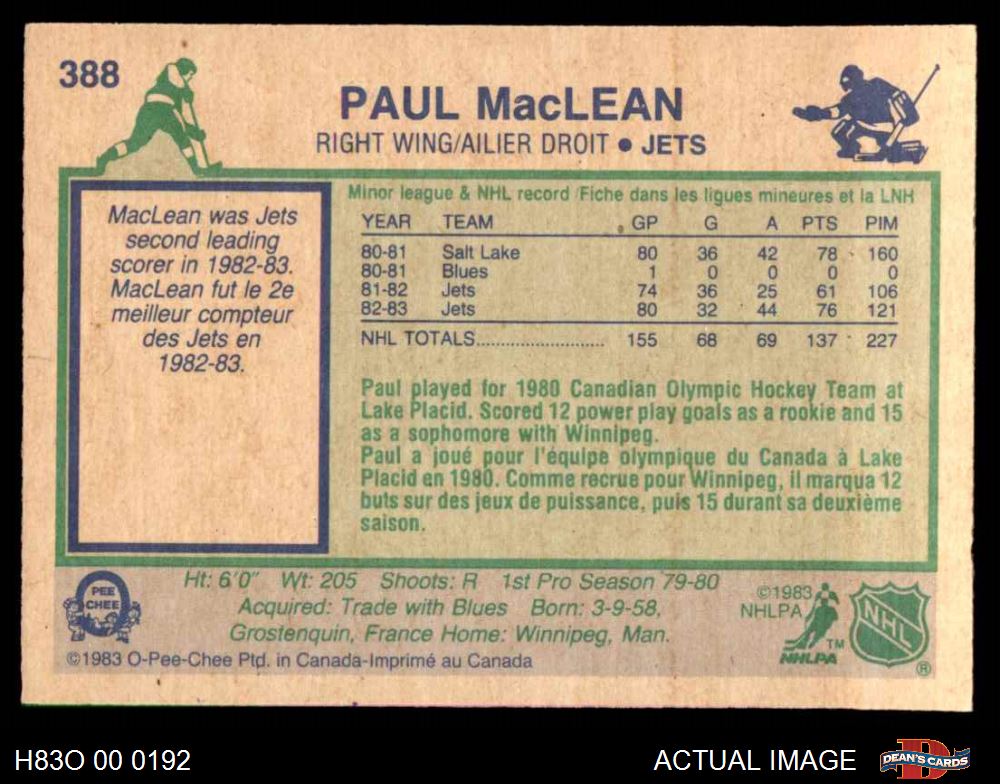 388
PAUL MacLEAN
RIGHT WING/AILIER DROIT • JETS
MacLean was Jets
second leading
scorer in 1982-83.
MacLean fut le 2e
meilleur compteur
des Jets en
1982-83.
Minor league & NHL record /Fiche dans les ligues mineures et la LNH
YEAR TEAM GP G A PTS PIM
80-81 Salt Lake 80 36 42 78 160
80-81 Blues 1 0 0 0 0
81-82 Jets 74 36 25 61 106
82-83 Jets 80 32 44 76 121
NHL TOTALS........................... 155 68 69 137 227
Paul played for 1980 Canadian Olympic Hockey Team at
Lake Placid. Scored 12 power play goals as a rookie and 15
as a sophomore with Winnipeg.
Paul a joué pour l'équipe olympique du Canada à Lake
Placid en 1980. Comme recrue pour Winnipeg, il marqua 12
buts sur des jeux de puissance, puis 15 durant sa deuxième
saison.
PEE
CHEE
Ht: 6'0" Wt: 205 Shoots: R 1st Pro Season 79-80
Acquired: Trade with Blues Born: 3-9-58,
Grostenquin, France Home: Winnipeg, Man.
©1983 O-Pee-Chee Ptd. in Canada-Imprimé au Canada
©1983
NHLPA
TM
NHLPA
NHL
®
H83O 00 0192
ACTUAL IMAGE
D
DEAN'S CARDS